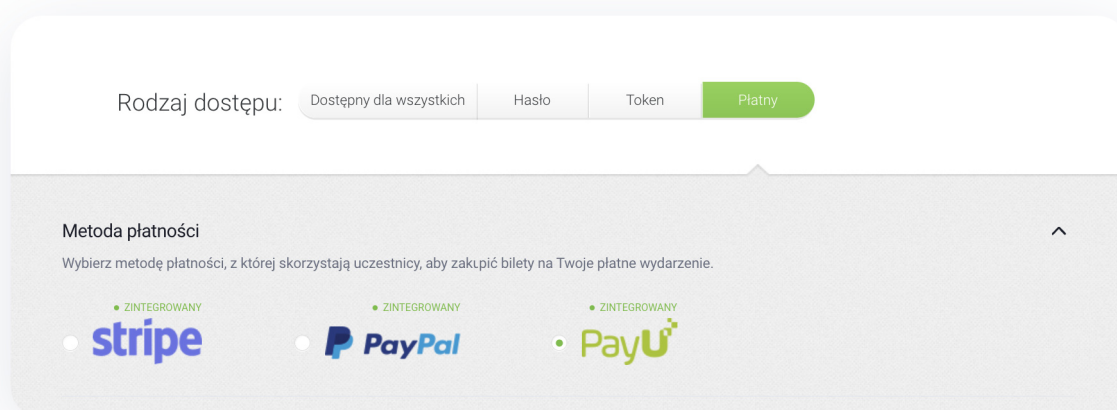 Rodzaj dostępu: Dostępny dla wszystkich Hasło Token Płatny
Metoda płatności
Wybierz metodę płatności, z której skorzystają uczestnicy, aby zakupić bilety na Twoje płatne wydarzenie.
• ZINTEGROWANY • ZINTEGROWANY • ZINTEGROWANY
stripe PayPal PayU